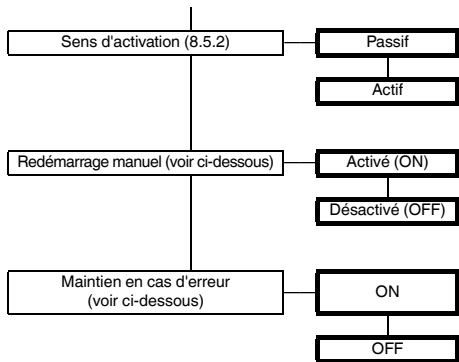 Sens d'activation (8.5.2)
Passif
Actif
Redémarrage manuel (voir ci-dessous)
Activé (ON)
Désactivé (OFF)
Maintien en cas d'erreur
(voir ci-dessous)
ON
OFF